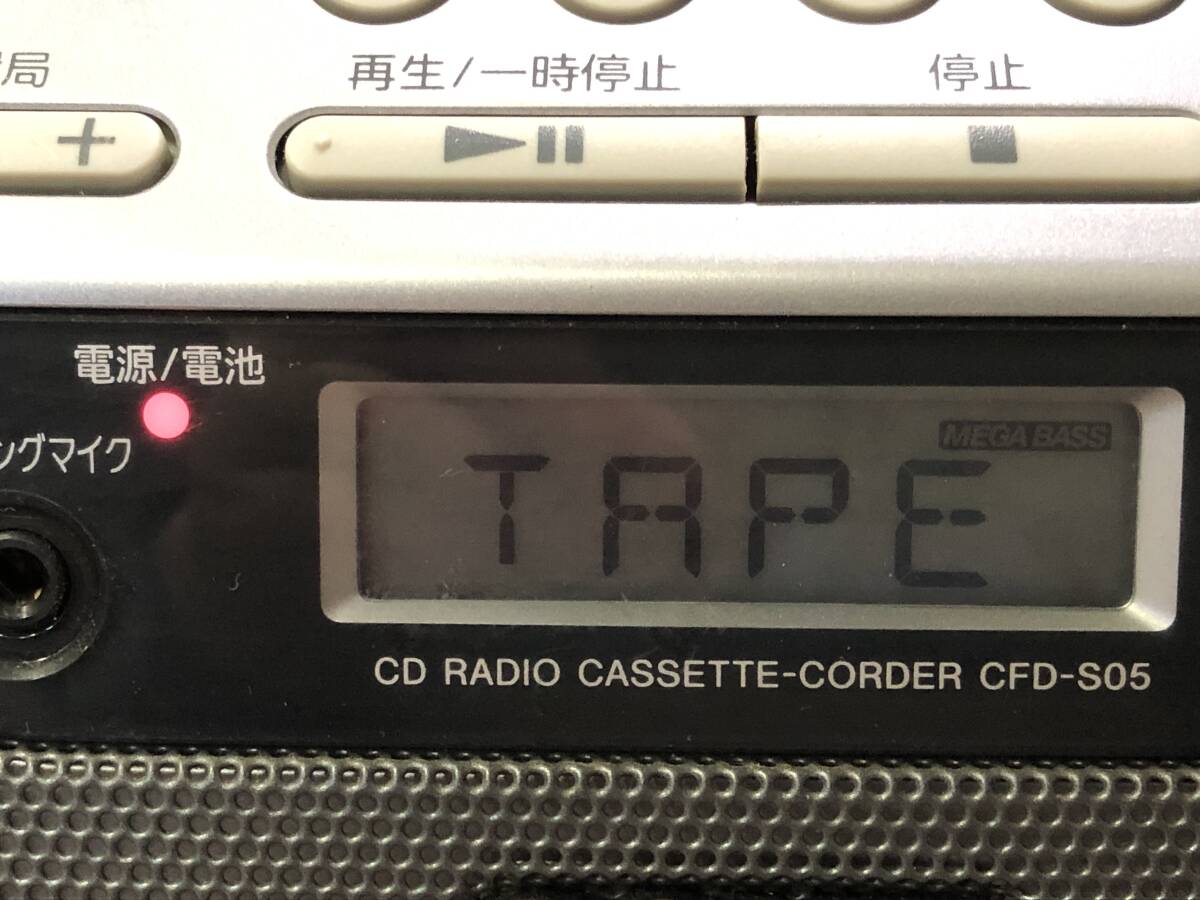 局
再生/一時停止
停止
+
電源/電池
ングマイク
MEGA BASS
TAPE
CD RADIO CASSETTE-CORDER CFD-S05